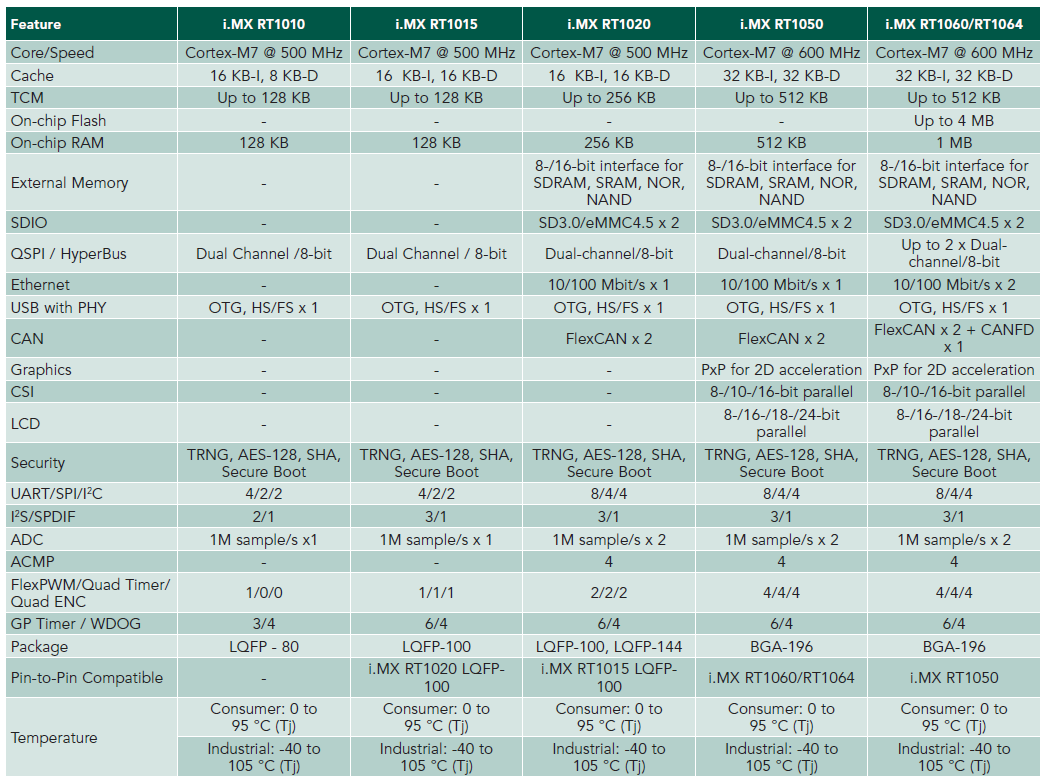 Feature i.MX RT1010 i.MX RT1015 i.MX RT1020 i.MX RT1050 i.MX RT1060/RT1064
Core/Speed Cortex-M7 @ 500 MHz Cortex-M7 @ 500 MHz Cortex-M7 @ 500 MHz Cortex-M7 @ 600 MHz Cortex-M7 @ 600 MHz
Cache 16 KB-I, 8 KB-D 16 KB-I, 16 KB-D 16 KB-I, 16 KB-D 32 KB-I, 32 KB-D 32 KB-I, 32 KB-D
TCM Up to 128 KB Up to 128 KB Up to 256 KB Up to 512 KB Up to 512 KB
On-chip Flash - - - - Up to 4 MB
On-chip RAM 128 KB 128 KB 256 KB 512 KB 1 MB
External Memory - - 8-/16-bit interface for SDRAM, SRAM, NOR, NAND 8-/16-bit interface for SDRAM, SRAM, NOR, NAND 8-/16-bit interface for SDRAM, SRAM, NOR, NAND
SDIO - - SD3.0/eMMC4.5 x 2 SD3.0/eMMC4.5 x 2 SD3.0/eMMC4.5 x 2
QSPI / HyperBus Dual Channel /8-bit Dual Channel / 8-bit Dual-channel/8-bit Dual-channel/8-bit Up to 2 x Dual-channel/8-bit
Ethernet - - 10/100 Mbit/s x 1 10/100 Mbit/s x 1 10/100 Mbit/s x 2
USB with PHY OTG, HS/FS x 1 OTG, HS/FS x 1 OTG, HS/FS x 1 OTG, HS/FS x 1 OTG, HS/FS x 1
CAN - - FlexCAN x 2 FlexCAN x 2 FlexCAN x 2 + CANFD x 1
Graphics - - - PxP for 2D acceleration PxP for 2D acceleration
CSI - - - 8-/10-/16-bit parallel 8-/10-/16-bit parallel
LCD - - - 8-/16-/18-/24-bit parallel 8-/16-/18-/24-bit parallel
Security TRNG, AES-128, SHA, Secure Boot TRNG, AES-128, SHA, Secure Boot TRNG, AES-128, SHA, Secure Boot TRNG, AES-128, SHA, Secure Boot TRNG, AES-128, SHA, Secure Boot
UART/SPI/I²C 4/2/2 4/2/2 8/4/4 8/4/4 8/4/4
I²S/SPDIF 2/1 3/1 3/1 3/1 3/1
ADC 1M sample/s x1 1M sample/s x 1 1M sample/s x 2 1M sample/s x 2 1M sample/s x 2
ACMP - - 4 4 4
FlexPWM/Quad Timer/ Quad ENC 1/0/0 1/1/1 2/2/2 4/4/4 4/4/4
GP Timer / WDOG 3/4 6/4 6/4 6/4 6/4
Package LQFP - 80 LQFP-100 LQFP-100, LQFP-144 BGA-196 BGA-196
Pin-to-Pin Compatible - i.MX RT1020 LQFP-100 i.MX RT1015 LQFP-100 i.MX RT1060/RT1064 i.MX RT1050
Temperature Consumer: 0 to 95 °C (Tj) Consumer: 0 to 95 °C (Tj) Consumer: 0 to 95 °C (Tj) Consumer: 0 to 95 °C (Tj) Consumer: 0 to 95 °C (Tj)
Industrial: -40 to 105 °C (Tj) Industrial: -40 to 105 °C (Tj) Industrial: -40 to 105 °C (Tj) Industrial: -40 to 105 °C (Tj) Industrial: -40 to 105 °C (Tj)